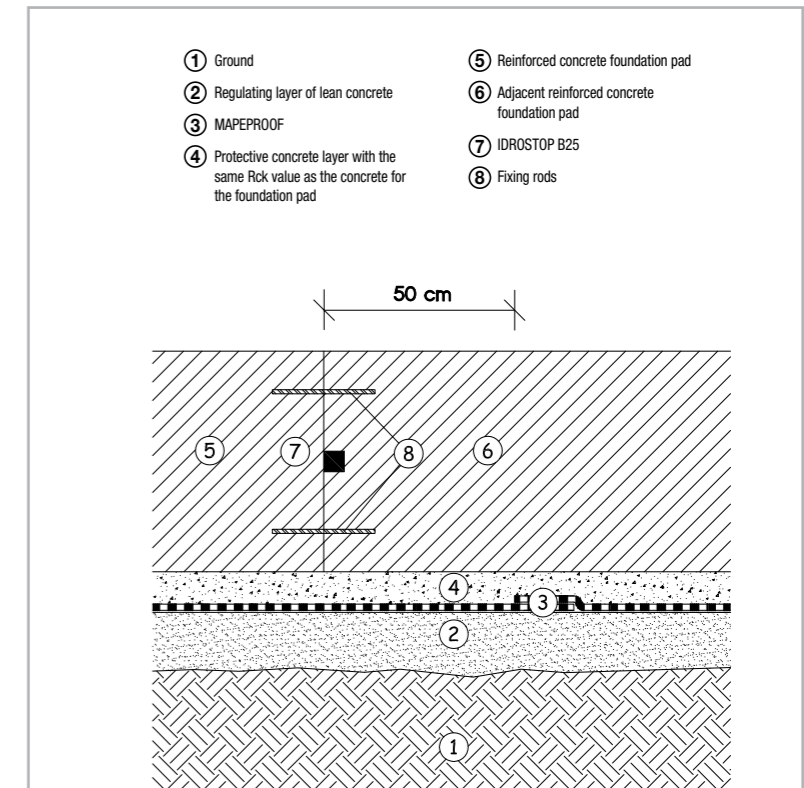 1 Ground
2 Regulating layer of lean concrete
3 MAPEPROOF
4 Protective concrete layer with the
same Rck value as the concrete for
the foundation pad
5 Reinforced concrete foundation pad
6 Adjacent reinforced concrete
foundation pad
7 IDROSTOP B25
8 Fixing rods
50 cm
5 7 8 6
4
3
2
1